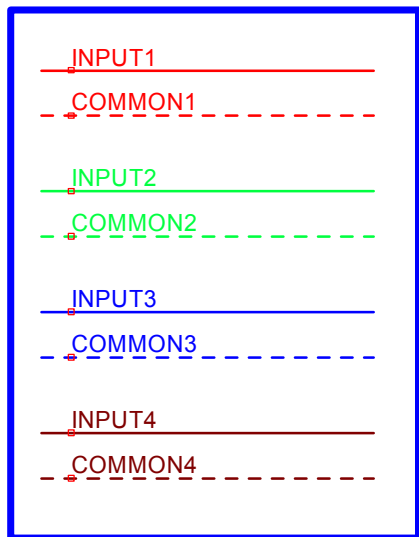 INPUT1
COMMON1
INPUT2
COMMON2
INPUT3
COMMON3
INPUT4
COMMON4